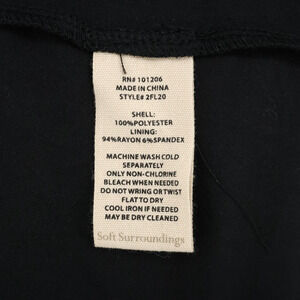 RN# 101206
MADE IN CHINA
STYLE# 2FL20
SHELL:
100%POLYESTER
LINING:
94%RAYON 6%SPANDEX
MACHINE WASH COLD
SEPARATELY
ONLY NON-CHLORINE
BLEACH WHEN NEEDED
DO NOT WRING OR TWIST
FLAT TO DRY
COOL IRON IF NEEDED
MAY BE DRY CLEANED
Soft Surroundings